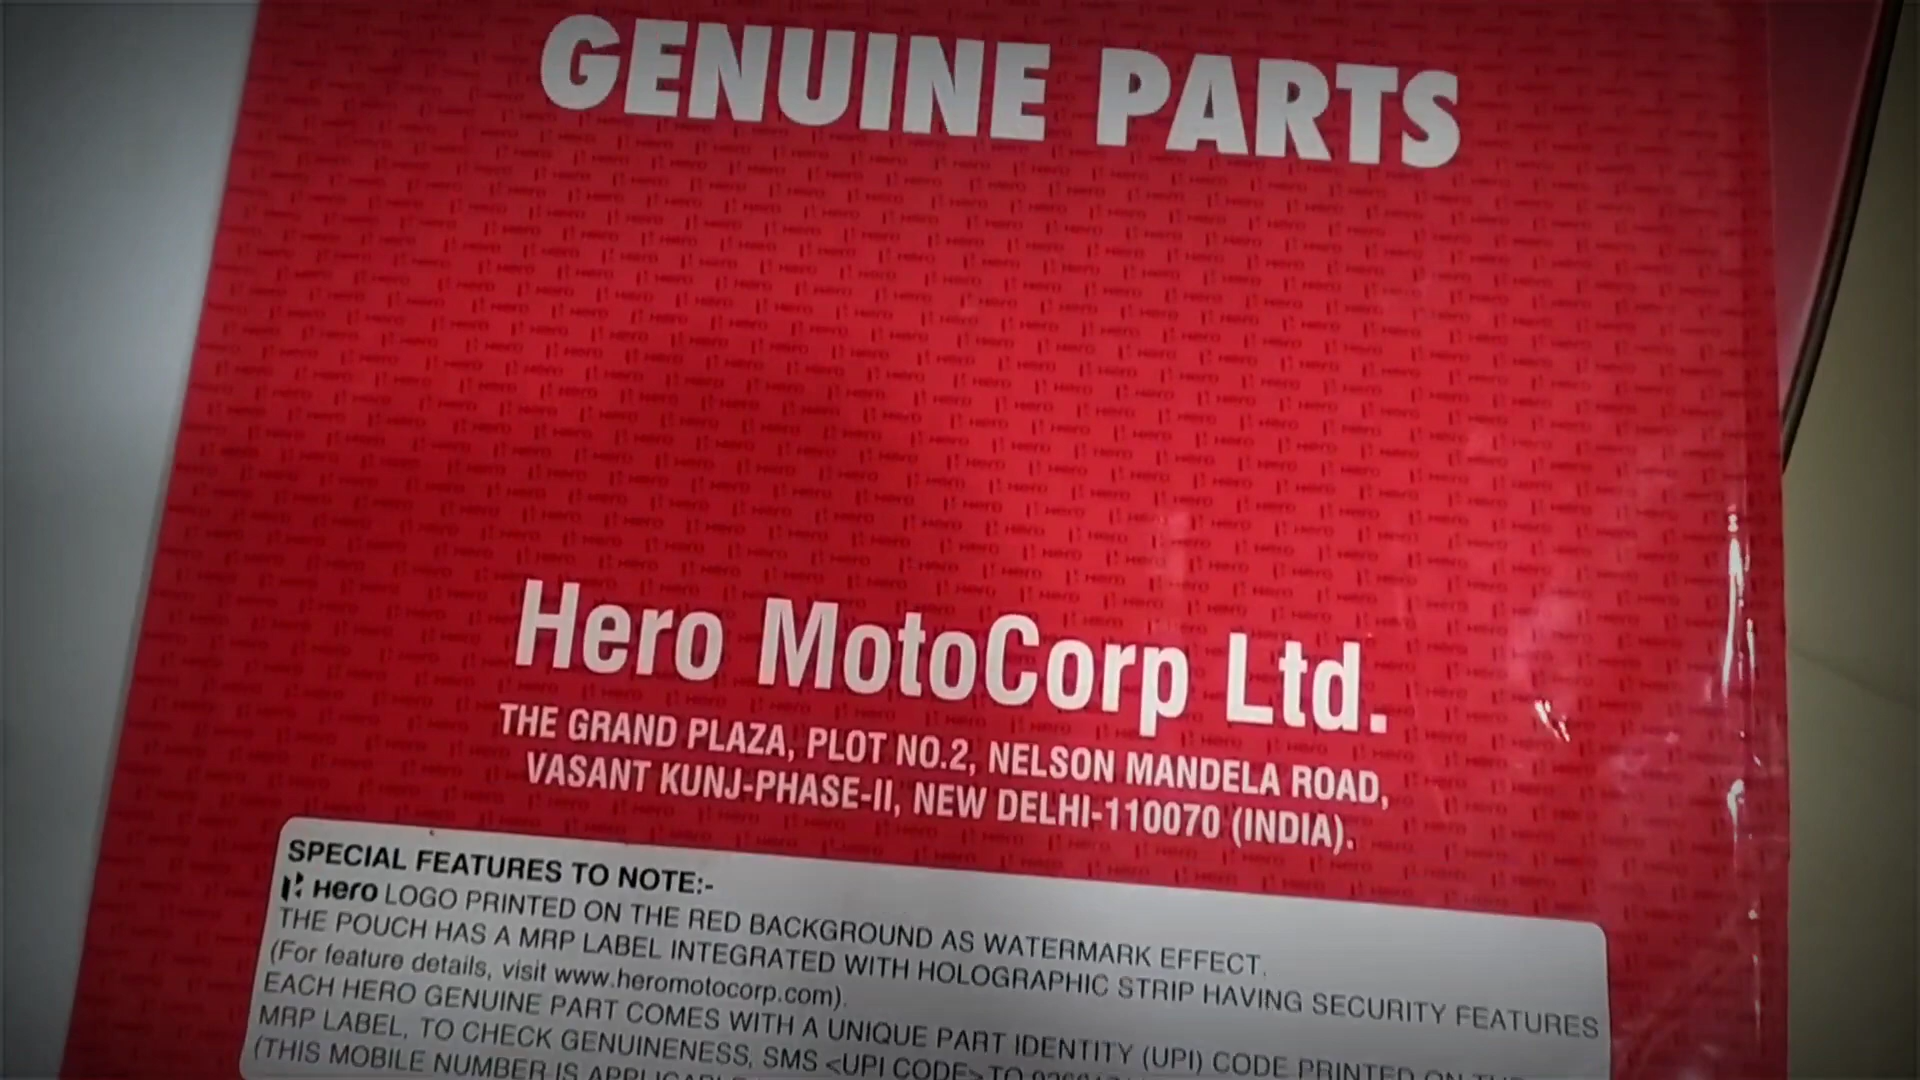 GENUINE PARTS
Hero MotoCorp Ltd.
THE GRAND PLAZA, PLOT NO.2, NELSON MANDELA ROAD,
VASANT KUNJ-PHASE-II, NEW DELHI-110070 (INDIA).
SPECIAL FEATURES TO NOTE:-
Hero LOGO PRINTED ON THE RED BACKGROUND AS WATERMARK EFFECT.
THE POUCH HAS A MRP LABEL INTEGRATED WITH HOLOGRAPHIC STRIP HAVING SECURITY FEATURES
(For feature details, visit www.heromotocorp.com).
EACH HERO GENUINE PART COMES WITH A UNIQUE PART IDENTITY (UPI) CODE PRINTED ON
MRP LABEL, TO CHECK GENUINENESS, SMS <UPI CODE> TO
(THIS MOBILE NUMBER IS